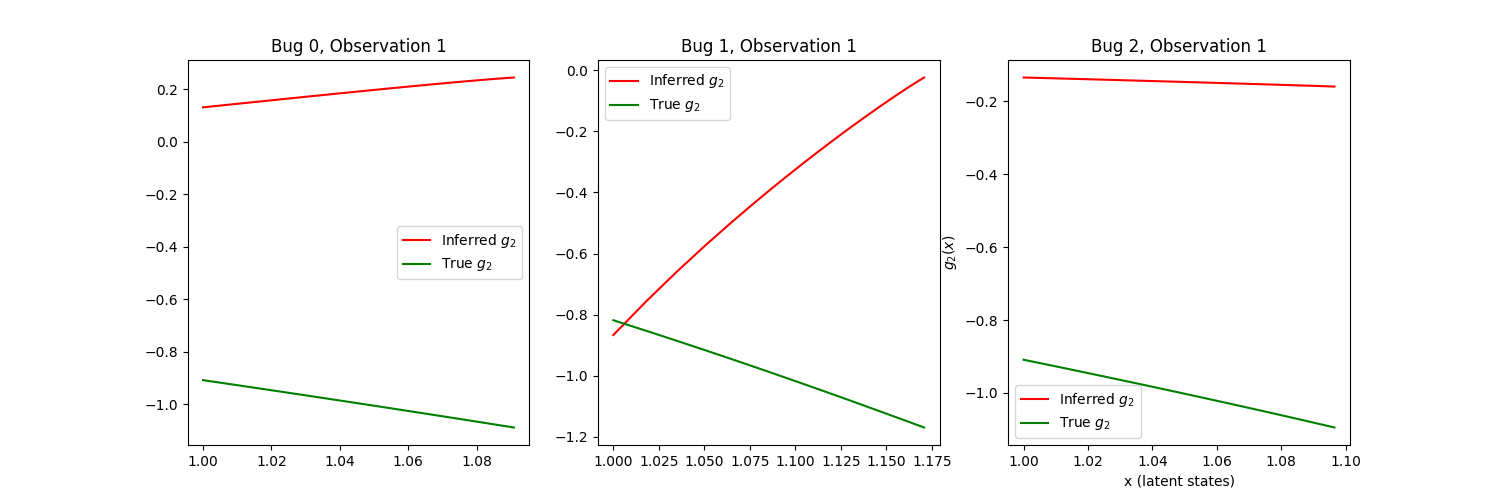 Bug 0, Observation 1
0.2
0.0
−0.2
−0.4
−0.6
−0.8
−1.0
Inferred g₂
True g₂
1.00 1.02 1.04 1.06 1.08
Bug 1, Observation 1
0.0
−0.2
−0.4
−0.6
−0.8
−1.0
−1.2
Inferred g₂
True g₂
1.000 1.025 1.050 1.075 1.100 1.125 1.150 1.175
Bug 2, Observation 1
g₂(x)
−0.2
−0.4
−0.6
−0.8
−1.0
Inferred g₂
True g₂
1.00 1.02 1.04 1.06 1.08 1.10
x (latent states)